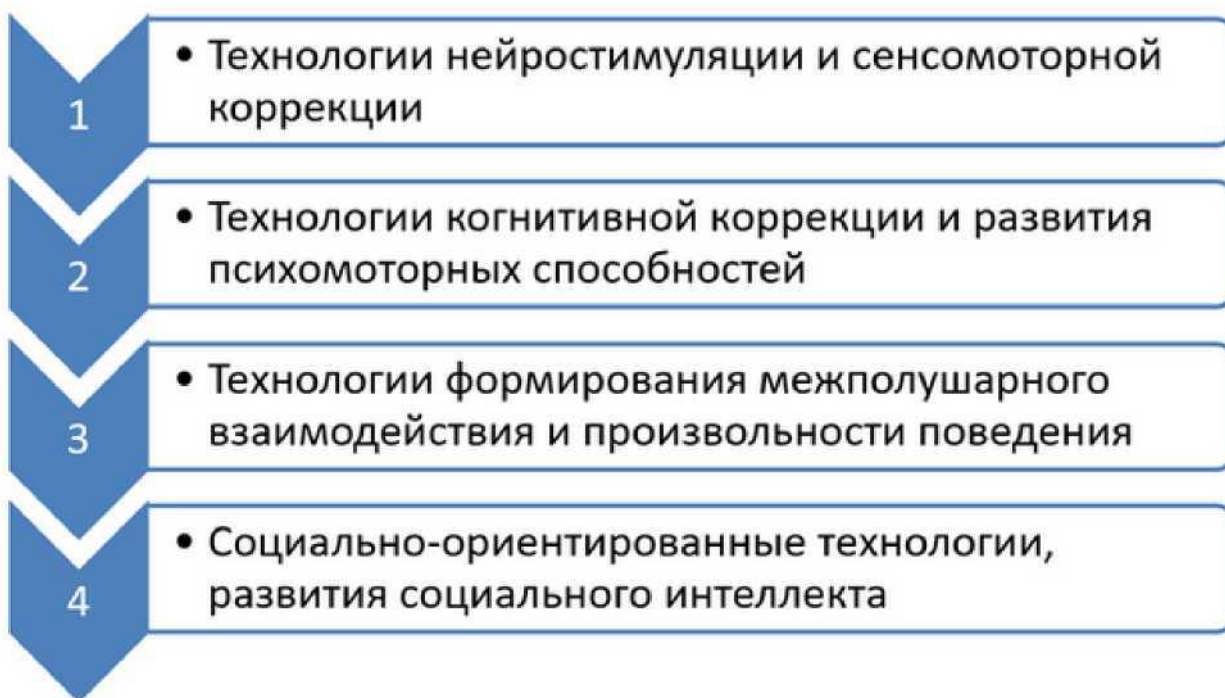 1
• Технологии нейростимуляции и сенсомоторной
коррекции
2
• Технологии когнитивной коррекции и развития
психомоторных способностей
3
• Технологии формирования межполушарного
взаимодействия и произвольности поведения
4
• Социально-ориентированные технологии,
развития социального интеллекта